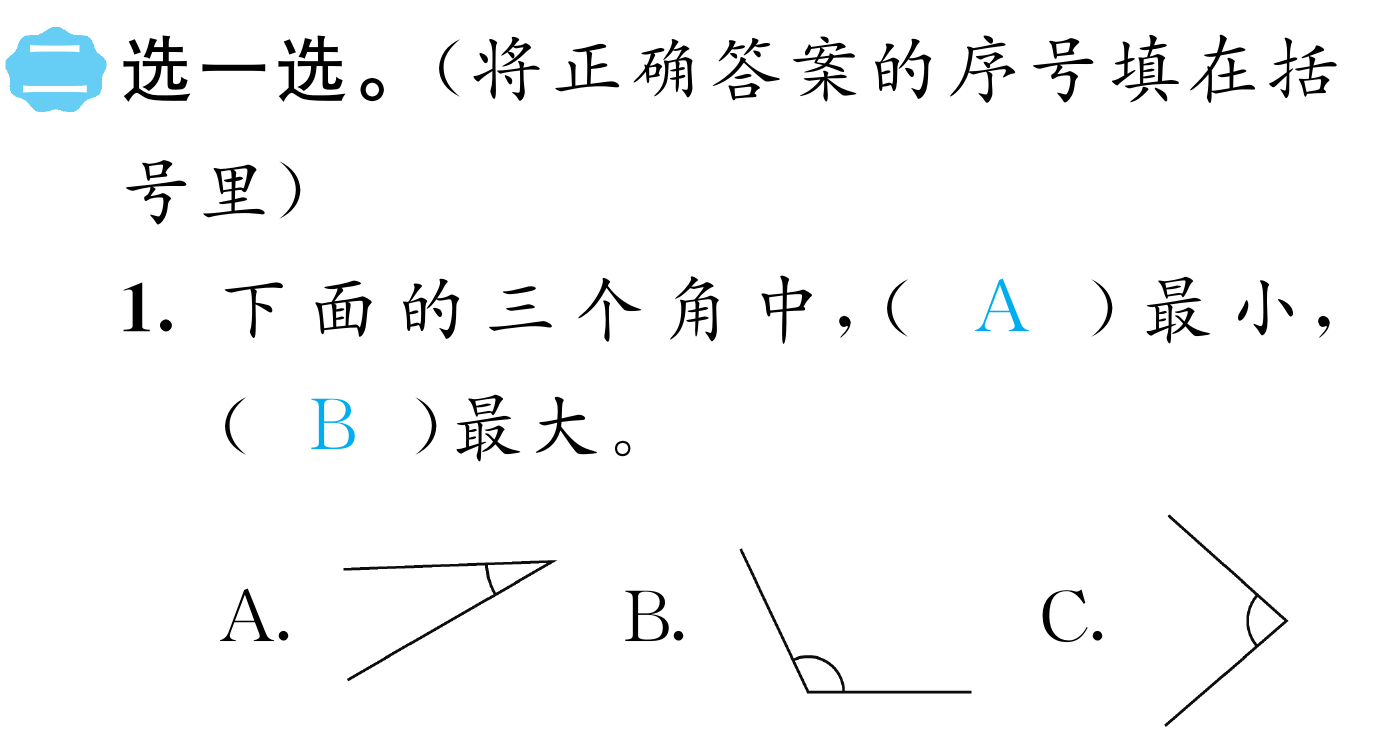 二 选一选。(将正确答案的序号填在括
号里)
1. 下面的三个角中,( A )最小,
( B )最大。
A. B. C.